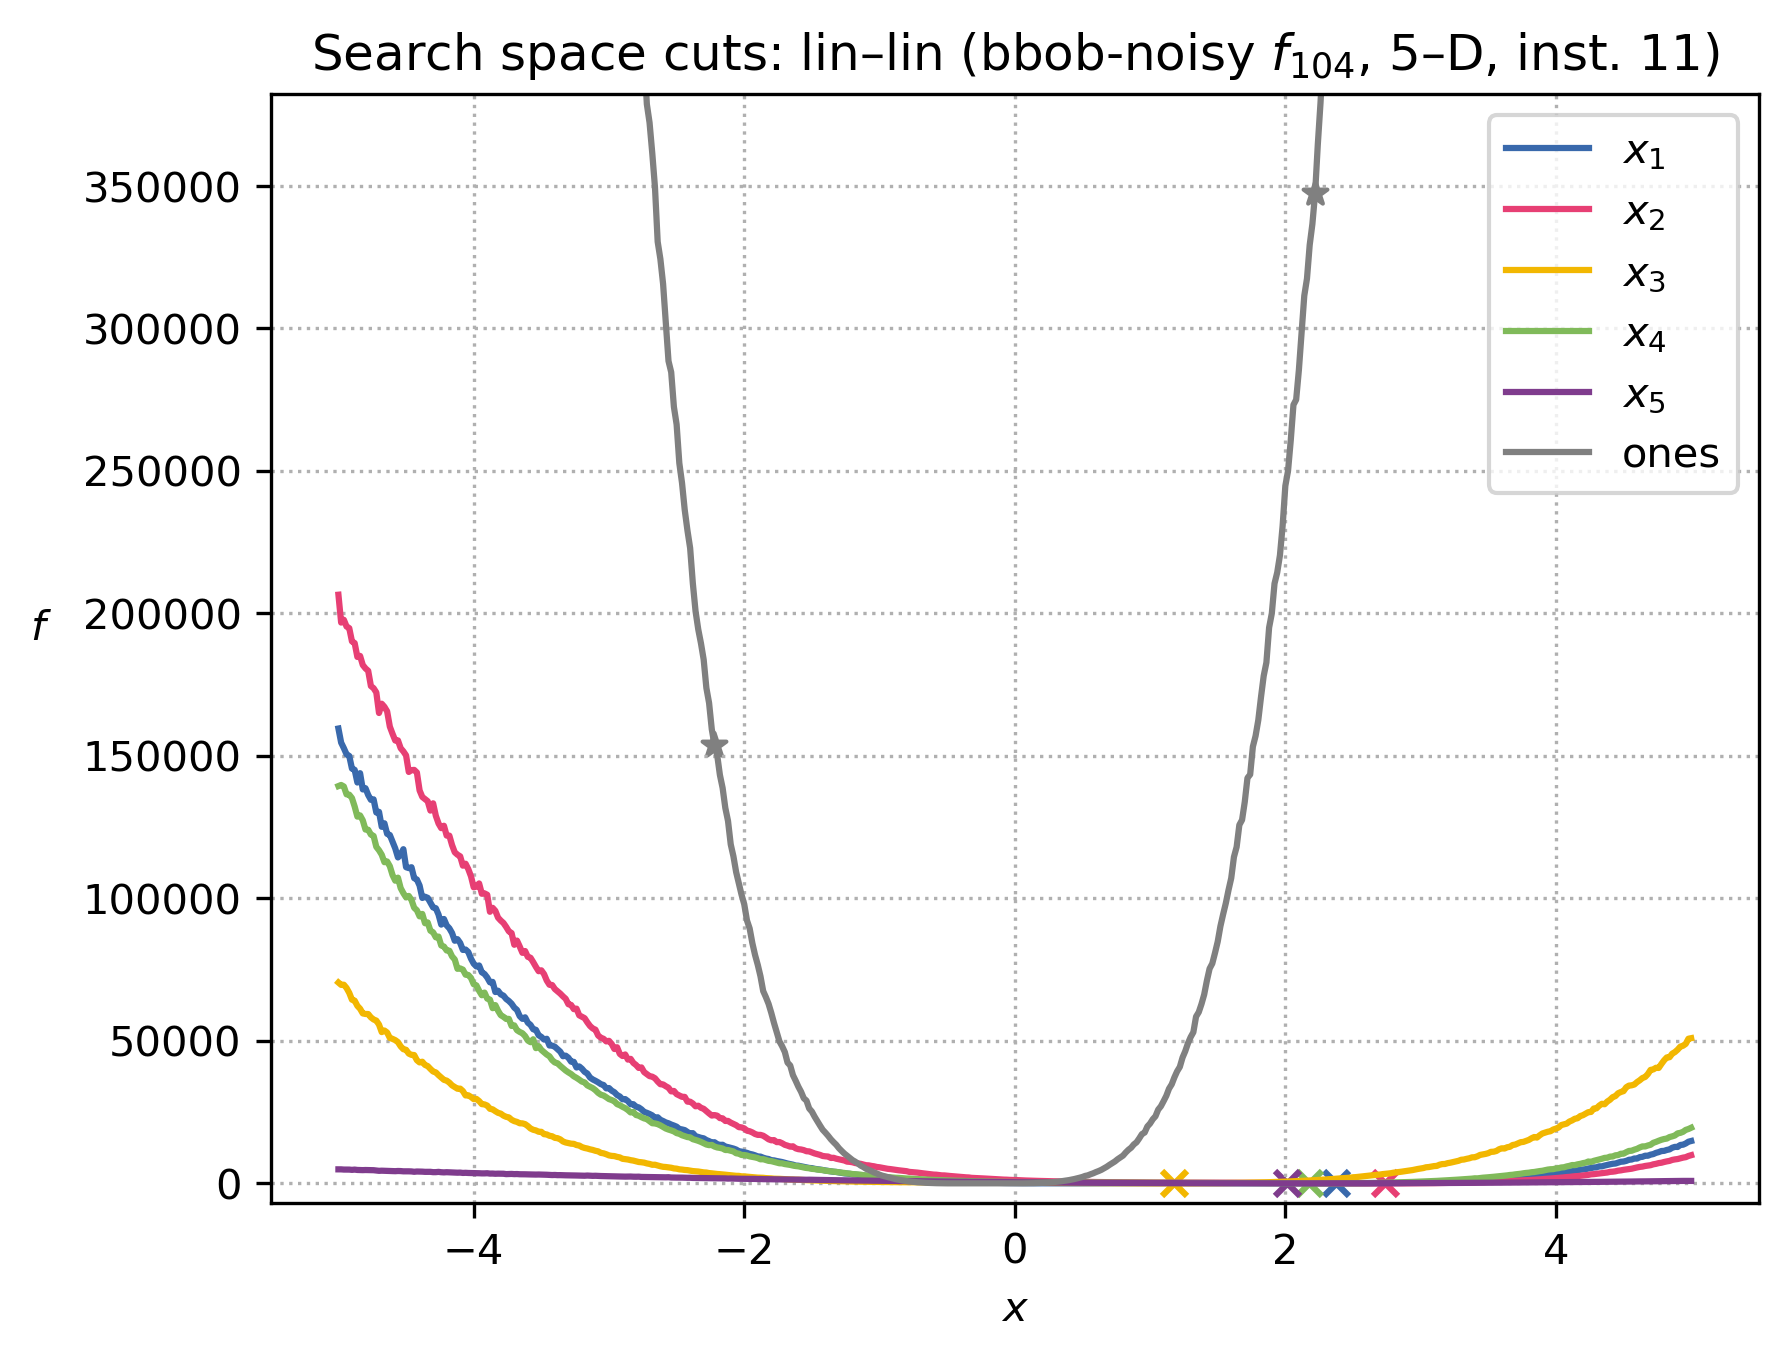 Search space cuts: lin–lin (bbob-noisy f₁₀₄, 5–D, inst. 11)
x₁
x₂
x₃
x₄
x₅
ones
350000
300000
250000
200000
150000
100000
50000
0
f
−4
−2
0
2
4
x